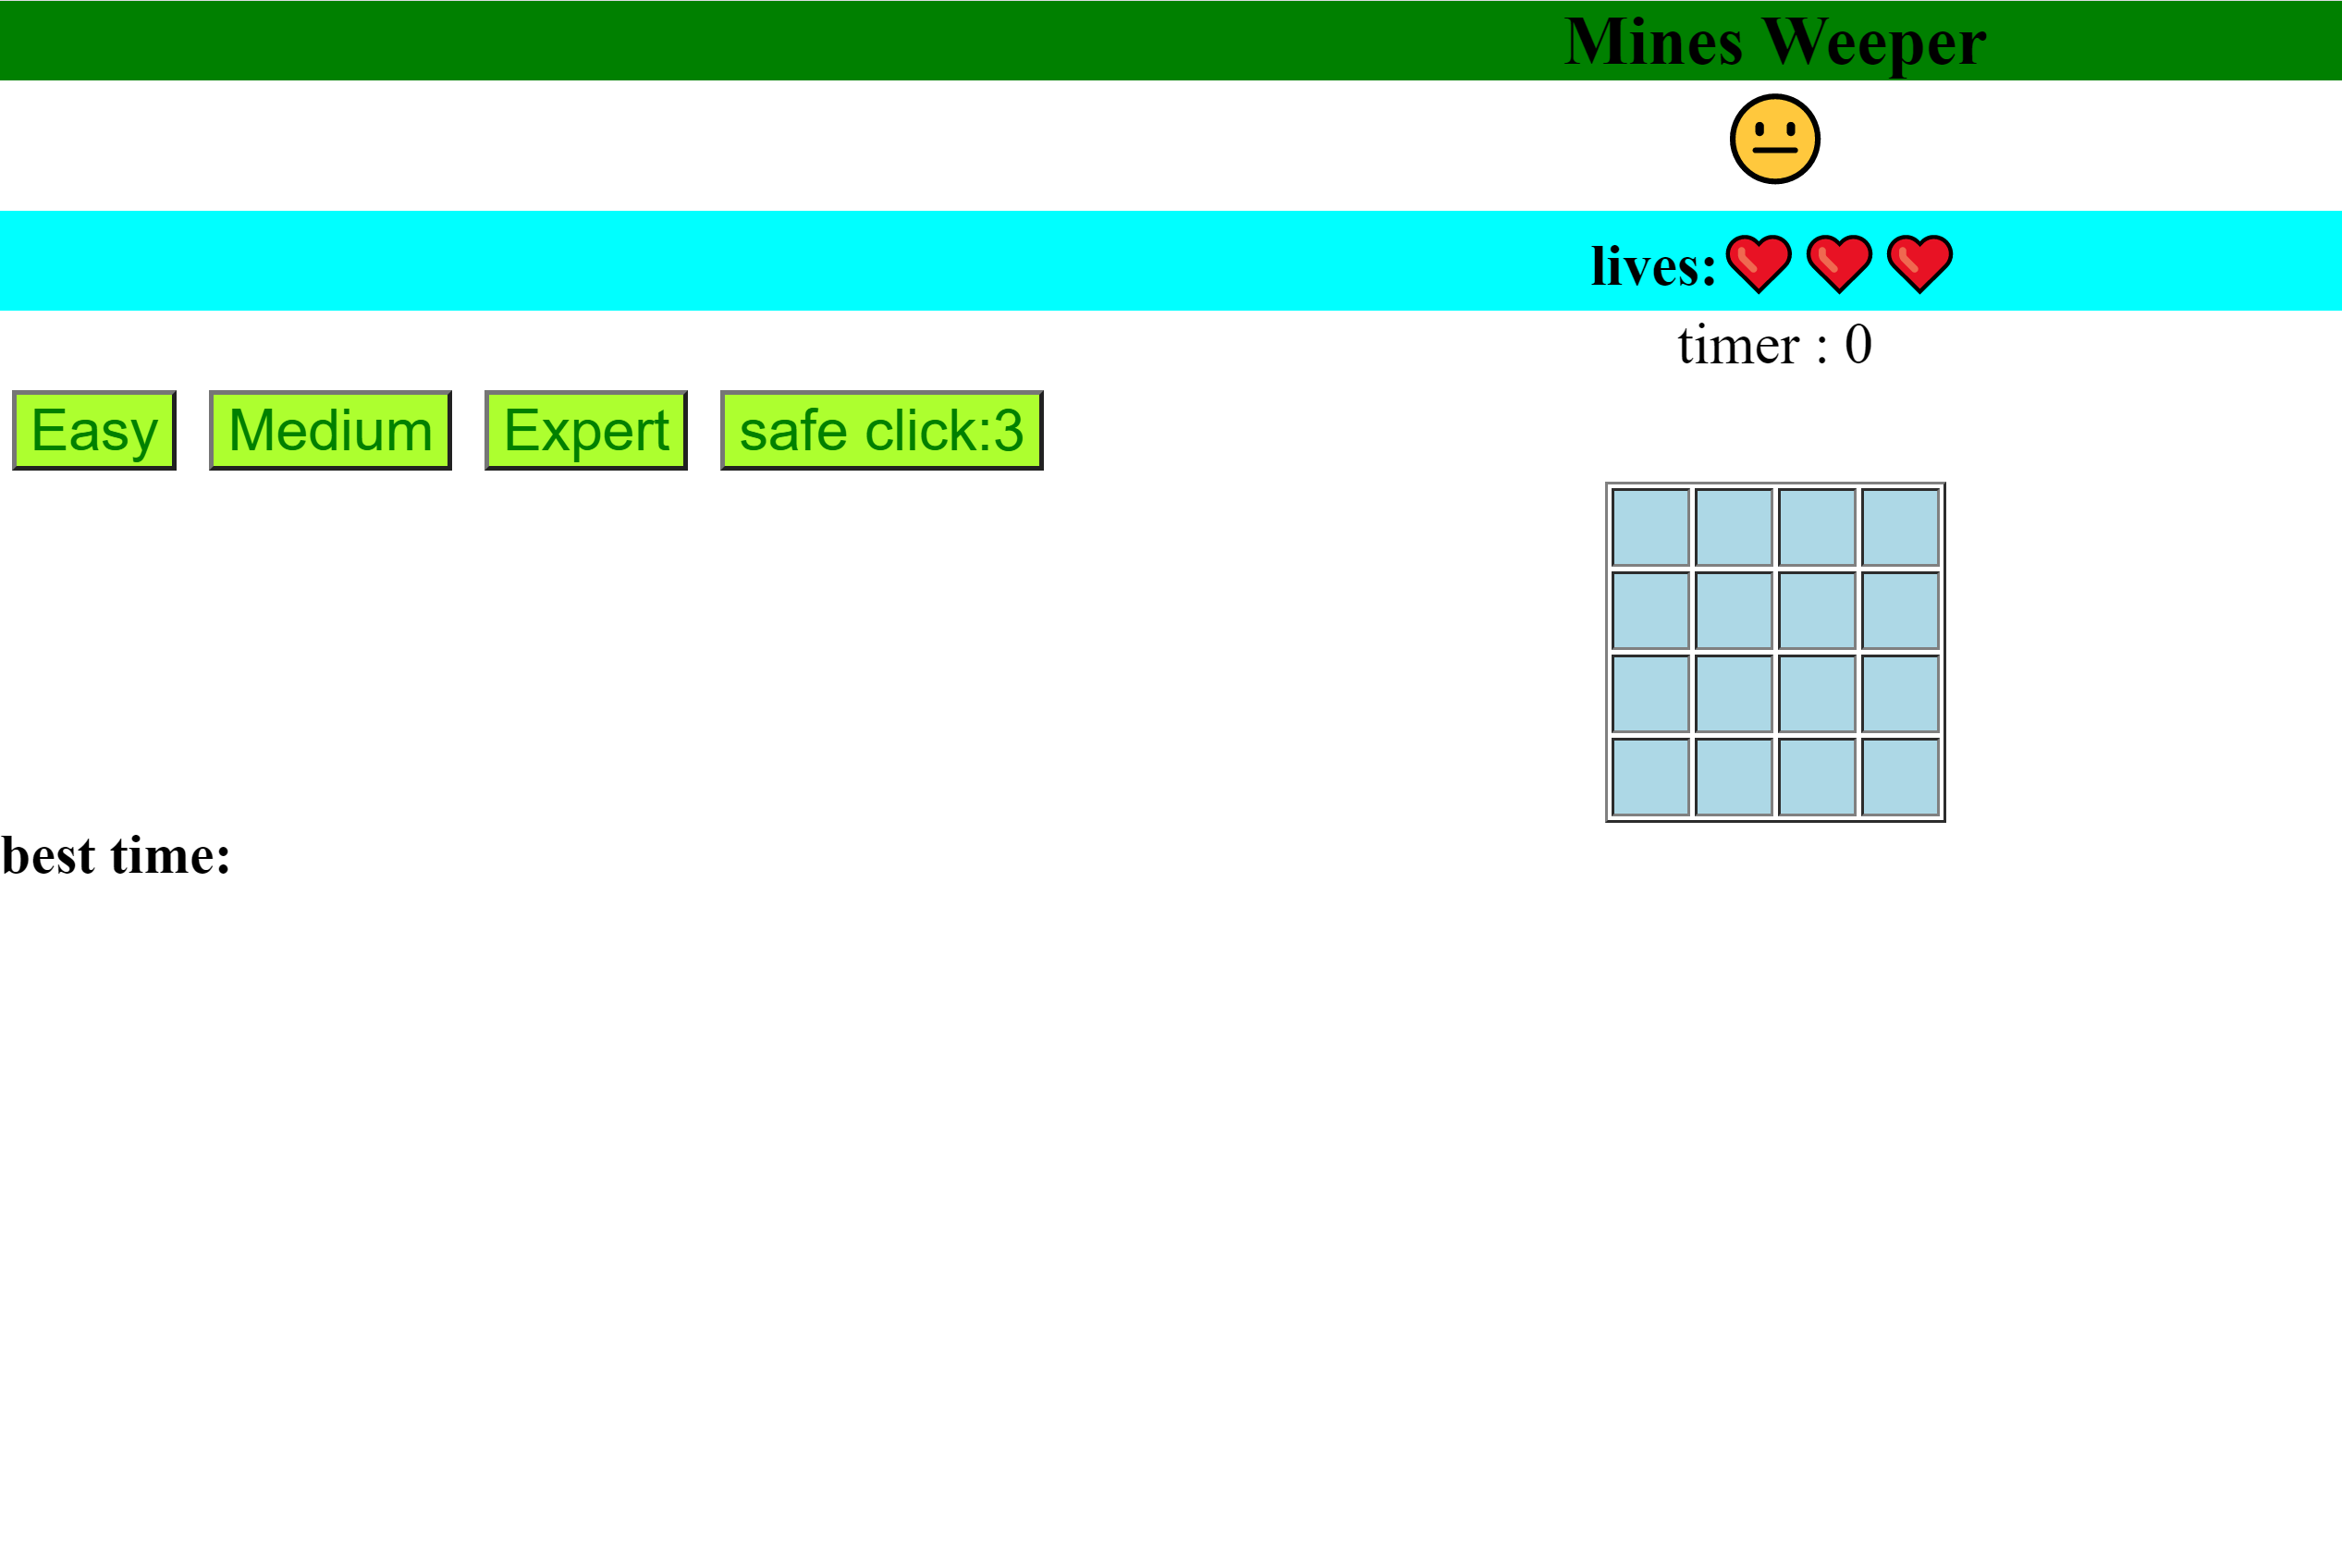 Mines Weeper
lives:
timer : 0
Easy Medium Expert safe click:3
best time: